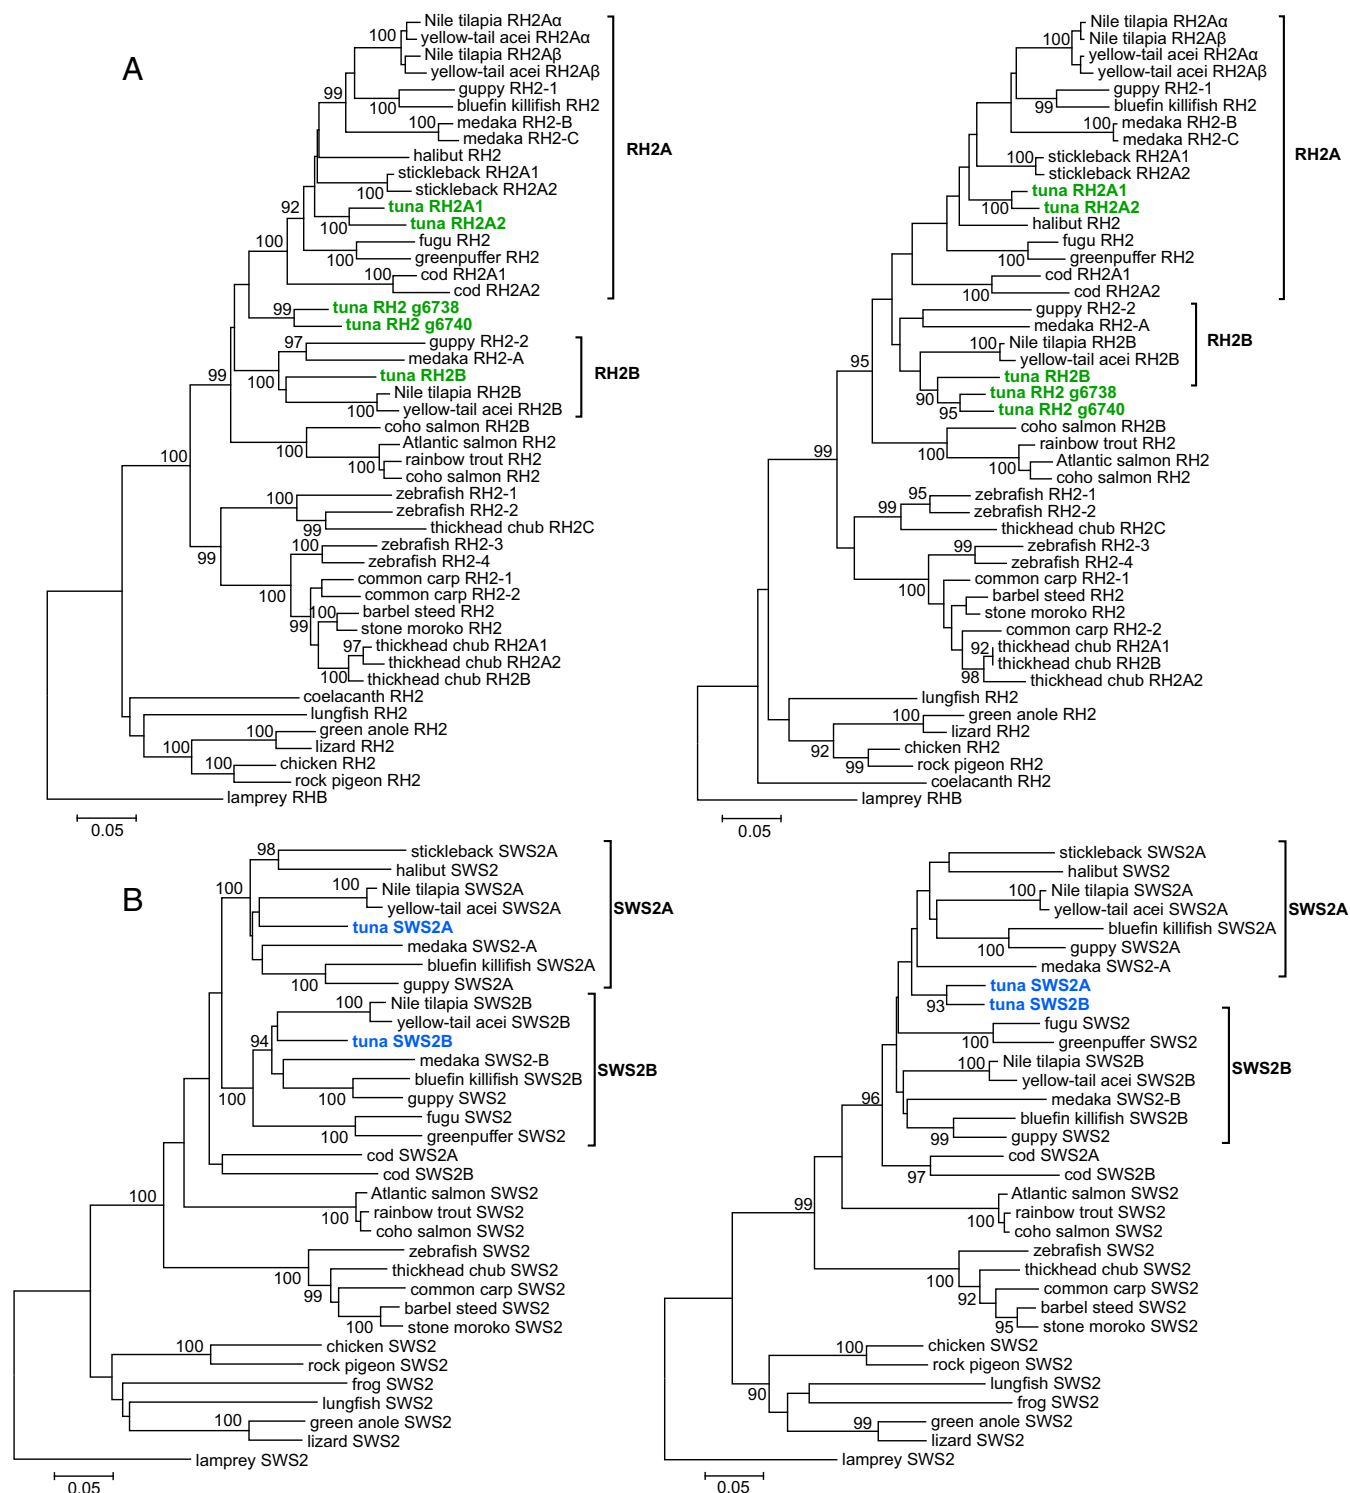 A
Nile tilapia RH2Aα
100
yellow-tail acei RH2Aα
Nile tilapia RH2Aβ
yellow-tail acei RH2Aβ
99
guppy RH2-1
100
bluefin killifish RH2
100
medaka RH2-B
medaka RH2-C
halibut RH2
stickleback RH2A1
100
stickleback RH2A2
92
tuna RH2A1
100
tuna RH2A2
100
fugu RH2
100
greenpuffer RH2
100
cod RH2A1
cod RH2A2
99
tuna RH2 g6738
tuna RH2 g6740
97
guppy RH2-2
medaka RH2-A
99
100
tuna RH2B
Nile tilapia RH2B
100
yellow-tail acei RH2B
coho salmon RH2B
100
Atlantic salmon RH2
100
rainbow trout RH2
coho salmon RH2
100
100
zebrafish RH2-1
zebrafish RH2-2
99
thickhead chub RH2C
99
100
zebrafish RH2-3
zebrafish RH2-4
100
common carp RH2-1
common carp RH2-2
100
barbel steed RH2
99
stone moroko RH2
97
thickhead chub RH2A1
thickhead chub RH2A2
100
thickhead chub RH2B
coelacanth RH2
lungfish RH2
green anole RH2
100
100
lizard RH2
100
chicken RH2
rock pigeon RH2
lamprey RHB
0.05
RH2A
RH2B
Nile tilapia RH2Aα
100
Nile tilapia RH2Aβ
yellow-tail acei RH2Aα
yellow-tail acei RH2Aβ
guppy RH2-1
99
bluefin killifish RH2
100
medaka RH2-B
medaka RH2-C
100
stickleback RH2A1
stickleback RH2A2
tuna RH2A1
100
tuna RH2A2
halibut RH2
fugu RH2
100
greenpuffer RH2
cod RH2A1
100
cod RH2A2
guppy RH2-2
medaka RH2-A
100
Nile tilapia RH2B
yellow-tail acei RH2B
95
tuna RH2B
90
tuna RH2 g6738
95
tuna RH2 g6740
coho salmon RH2B
100
rainbow trout RH2
99
100
Atlantic salmon RH2
coho salmon RH2
95
zebrafish RH2-1
99
zebrafish RH2-2
thickhead chub RH2C
99
zebrafish RH2-3
zebrafish RH2-4
100
common carp RH2-1
barbel steed RH2
stone moroko RH2
common carp RH2-2
92
thickhead chub RH2A1
thickhead chub RH2B
98
thickhead chub RH2A2
lungfish RH2
100
green anole RH2
lizard RH2
92
chicken RH2
99
rock pigeon RH2
coelacanth RH2
lamprey RHB
0.05
RH2A
RH2B
B
98
stickleback SWS2A
halibut SWS2
100
100
Nile tilapia SWS2A
yellow-tail acei SWS2A
tuna SWS2A
medaka SWS2-A
bluefin killifish SWS2A
100
guppy SWS2A
100
Nile tilapia SWS2B
yellow-tail acei SWS2B
94
tuna SWS2B
medaka SWS2-B
bluefin killifish SWS2B
100
100
guppy SWS2
fugu SWS2
100
greenpuffer SWS2
cod SWS2A
cod SWS2B
100
Atlantic salmon SWS2
100
rainbow trout SWS2
coho salmon SWS2
zebrafish SWS2
100
thickhead chub SWS2
99
common carp SWS2
barbel steed SWS2
100
stone moroko SWS2
100
chicken SWS2
rock pigeon SWS2
frog SWS2
lungfish SWS2
100
green anole SWS2
lizard SWS2
lamprey SWS2
0.05
SWS2A
SWS2B
stickleback SWS2A
halibut SWS2
100
Nile tilapia SWS2A
yellow-tail acei SWS2A
bluefin killifish SWS2A
100
guppy SWS2A
medaka SWS2-A
tuna SWS2A
93
tuna SWS2B
fugu SWS2
100
greenpuffer SWS2
100
Nile tilapia SWS2B
yellow-tail acei SWS2B
96
medaka SWS2-B
bluefin killifish SWS2B
99
guppy SWS2
cod SWS2A
97
cod SWS2B
99
Atlantic salmon SWS2
100
rainbow trout SWS2
coho salmon SWS2
zebrafish SWS2
100
thickhead chub SWS2
92
common carp SWS2
barbel steed SWS2
95
stone moroko SWS2
100
chicken SWS2
rock pigeon SWS2
90
lungfish SWS2
frog SWS2
99
green anole SWS2
lizard SWS2
lamprey SWS2
0.05
SWS2A
SWS2B